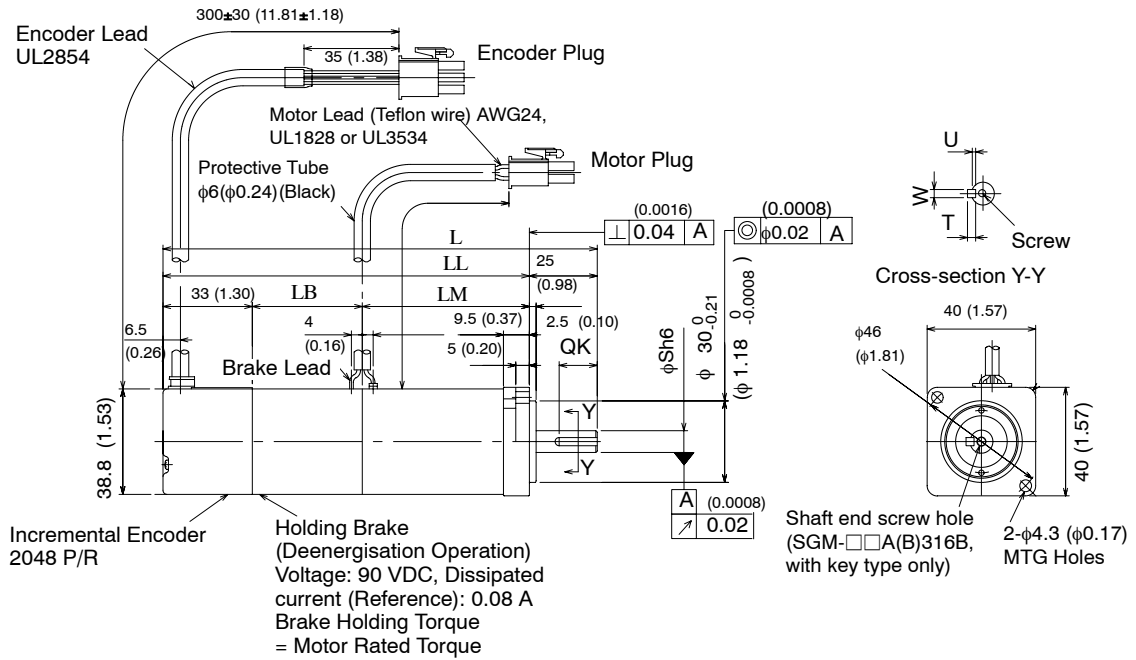 300±30 (11.81±1.18)
Encoder Lead
UL2854
35 (1.38)
Encoder Plug
Motor Lead (Teflon wire) AWG24,
UL1828 or UL3534
Protective Tube
φ6(φ0.24)(Black)
Motor Plug
U
W
T
Screw
Cross-section Y-Y
(0.0016)
⊥ 0.04 A
(0.0008)
◎ φ0.02 A
L
LL
25
(0.98)
33 (1.30)
LB
LM
6.5
(0.26)
4
(0.16)
9.5 (0.37)
2.5 (0.10)
5 (0.20)
QK
Brake Lead
φSh6
φ 30 0 -0.21
(φ 1.18 0 -0.0008)
40 (1.57)
φ46
(φ1.81)
40 (1.57)
38.8 (1.53)
Y
Y
A
(0.0008)
↗ 0.02
Incremental Encoder
2048 P/R
Holding Brake
(Deenergisation Operation)
Voltage: 90 VDC, Dissipated
current (Reference): 0.08 A
Brake Holding Torque
= Motor Rated Torque
Shaft end screw hole
(SGM-□□A(B)316B,
with key type only)
2-φ4.3 (φ0.17)
MTG Holes